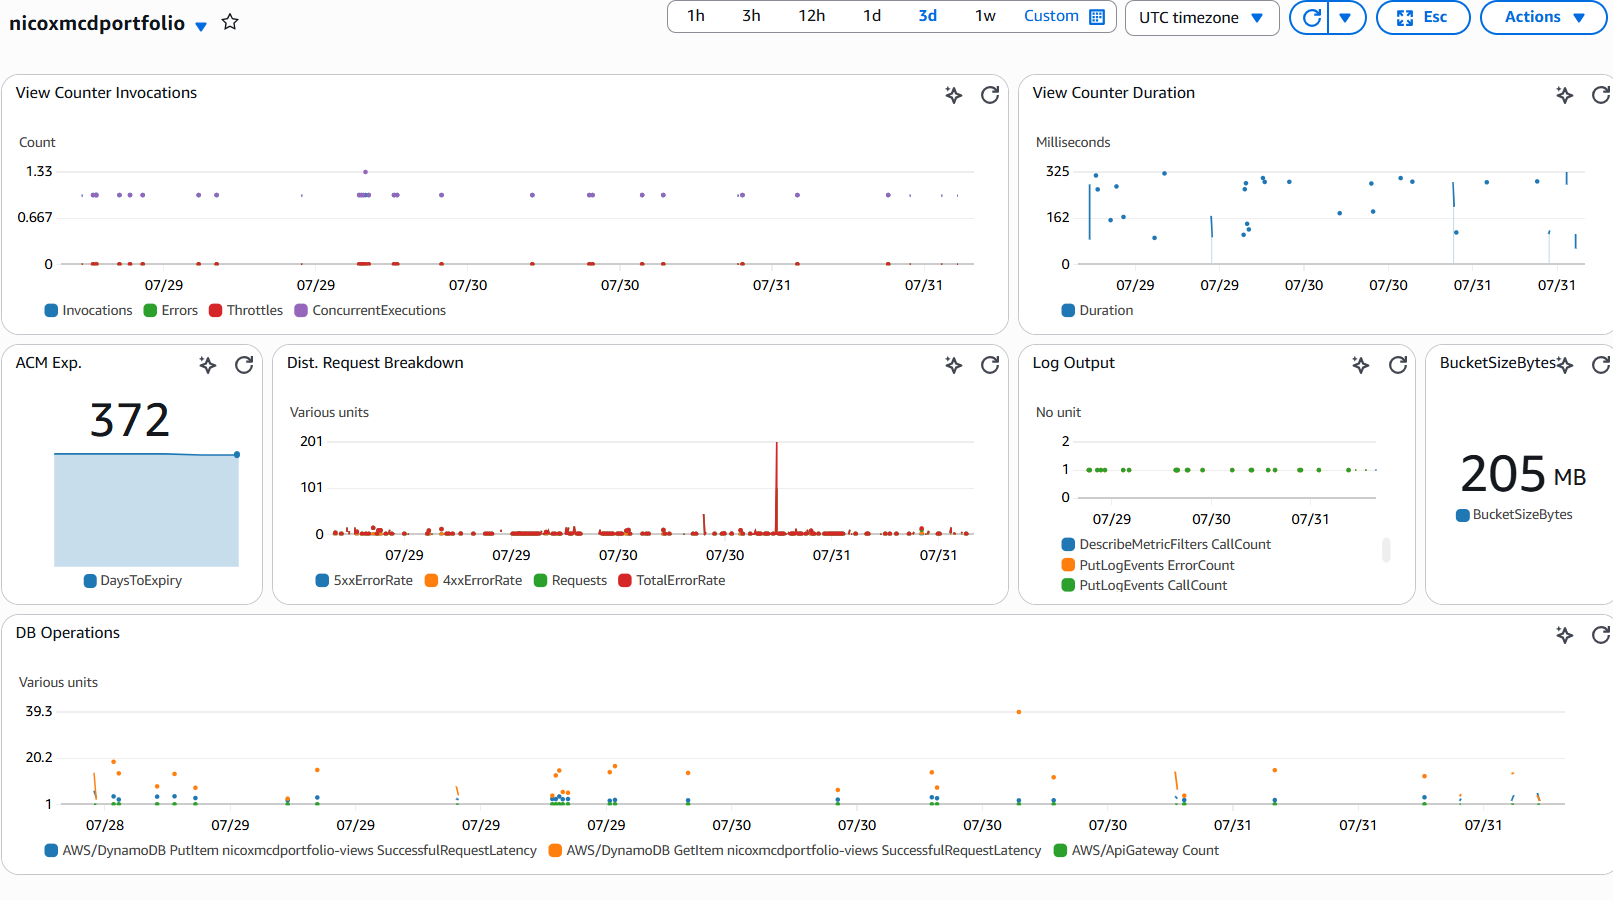 nicoxmcdportfolio
1h 3h 12h 1d 3d 1w Custom UTC timezone Esc Actions
View Counter Invocations
Count
1.33
0.667
0
07/29 07/29 07/30 07/30 07/31 07/31
Invocations Errors Throttles ConcurrentExecutions
View Counter Duration
Milliseconds
325
162
0
07/29 07/29 07/30 07/30 07/31 07/31
Duration
ACM Exp.
372
DaysToExpiry
Dist. Request Breakdown
Various units
201
101
0
07/29 07/29 07/30 07/30 07/31 07/31
5xxErrorRate 4xxErrorRate Requests TotalErrorRate
Log Output
No unit
2
1
0
07/29 07/30 07/31
DescribeMetricFilters CallCount
PutLogEvents ErrorCount
PutLogEvents CallCount
BucketSizeBytes
205 MB
BucketSizeBytes
DB Operations
Various units
39.3
20.2
1
07/28 07/29 07/29 07/29 07/29 07/30 07/30 07/30 07/30 07/31 07/31 07/31
AWS/DynamoDB PutItem nicoxmcdportfolio-views SuccessfulRequestLatency AWS/DynamoDB GetItem nicoxmcdportfolio-views SuccessfulRequestLatency AWS/ApiGateway Count